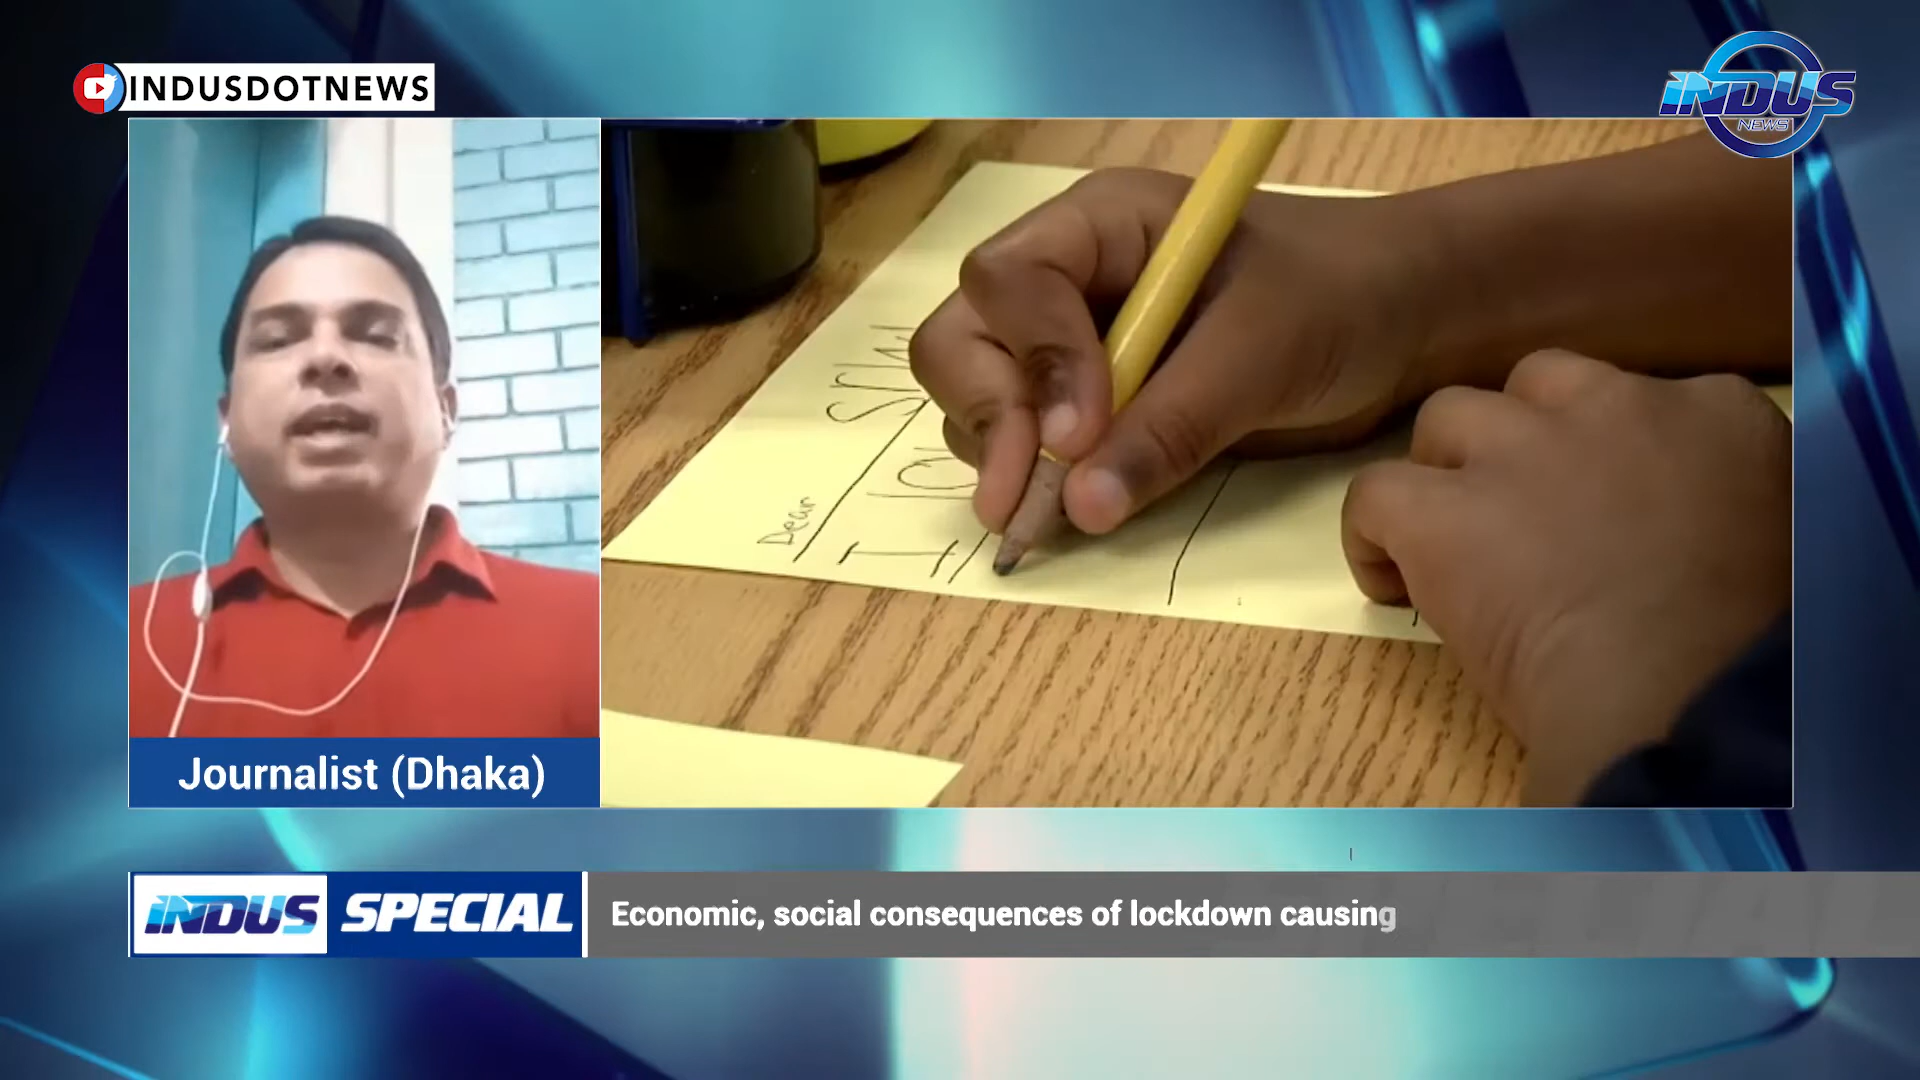 INDUSDOTNEWS
INDUS
NEWS
Dear
I
Journalist (Dhaka)
INDUS SPECIAL
Economic, social consequences of lockdown causing